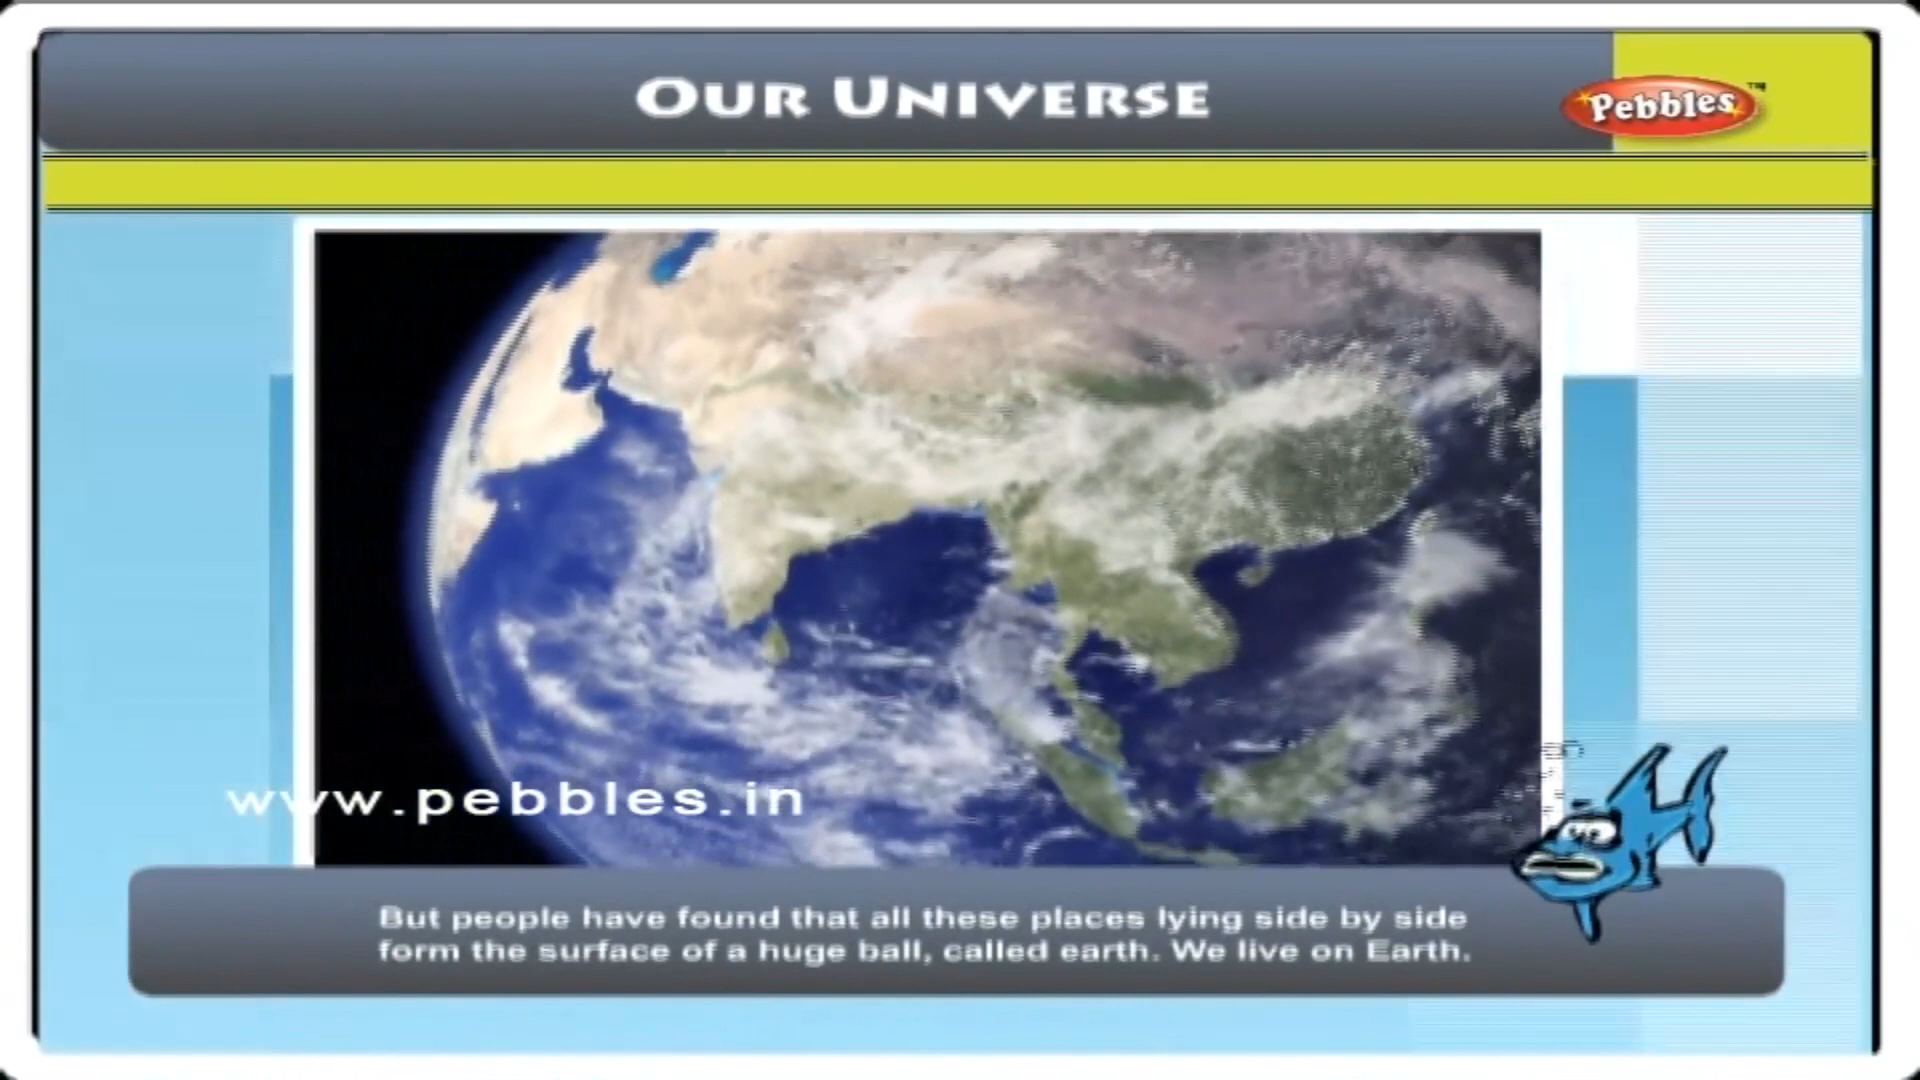 OUR UNIVERSE
Pebbles™
www.pebbles.in
But people have found that all these places lying side by side
form the surface of a huge ball, called earth. We live on Earth.